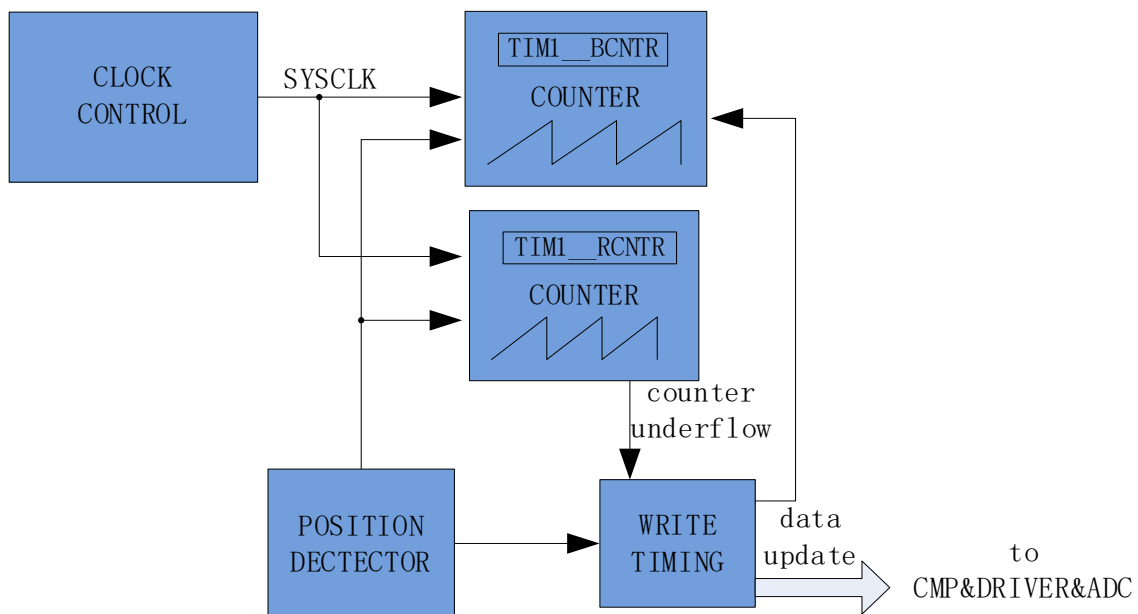 CLOCK
CONTROL
SYSCLK
TIM1__BCNTR
COUNTER
TIM1__RCNTR
COUNTER
counter
underflow
POSITION
DECTECTOR
WRITE
TIMING
data
update
to
CMP&DRIVER&ADC